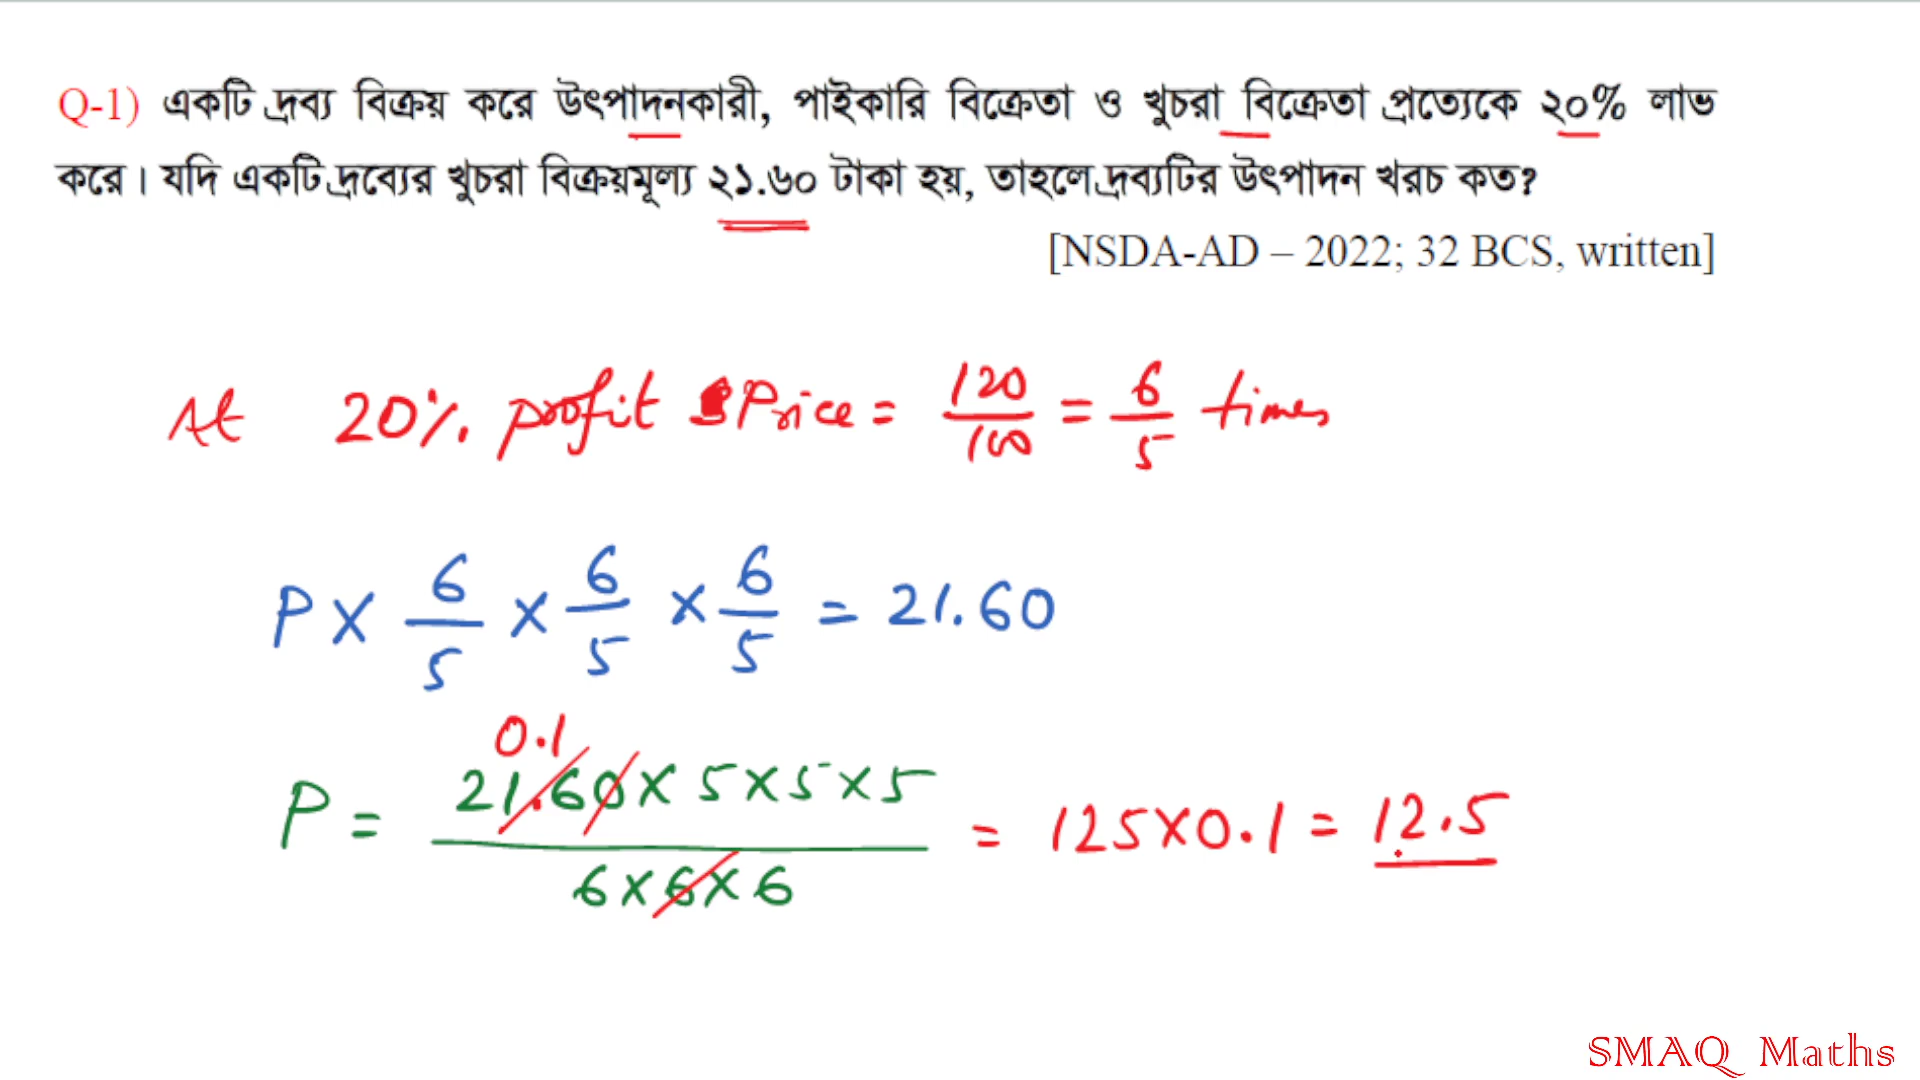 Q-1) একটি দ্রব্য বিক্রয় করে উৎপাদনকারী, পাইকারি বিক্রেতা ও খুচরা বিক্রেতা প্রত্যেকে ২০% লাভ
করে। যদি একটি দ্রব্যের খুচরা বিক্রয়মূল্য ২১.৬০ টাকা হয়, তাহলে দ্রব্যটির উৎপাদন খরচ কত?
[NSDA-AD – 2022; 32 BCS, written]
At 20% profit Price = 120/100 = 6/5 times
P × 6/5 × 6/5 × 6/5 = 21.60
0.1
P = 21.60 × 5 × 5 × 5 / 6 × 6 × 6 = 125 × 0.1 = 12.5
SMAQ Maths